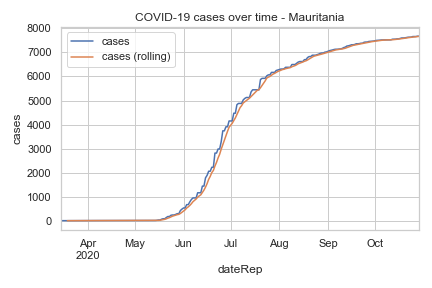 COVID-19 cases over time - Mauritania
cases
cases (rolling)
8000
7000
6000
5000
4000
3000
2000
1000
0
cases
Apr May Jun Jul Aug Sep Oct
2020
dateRep